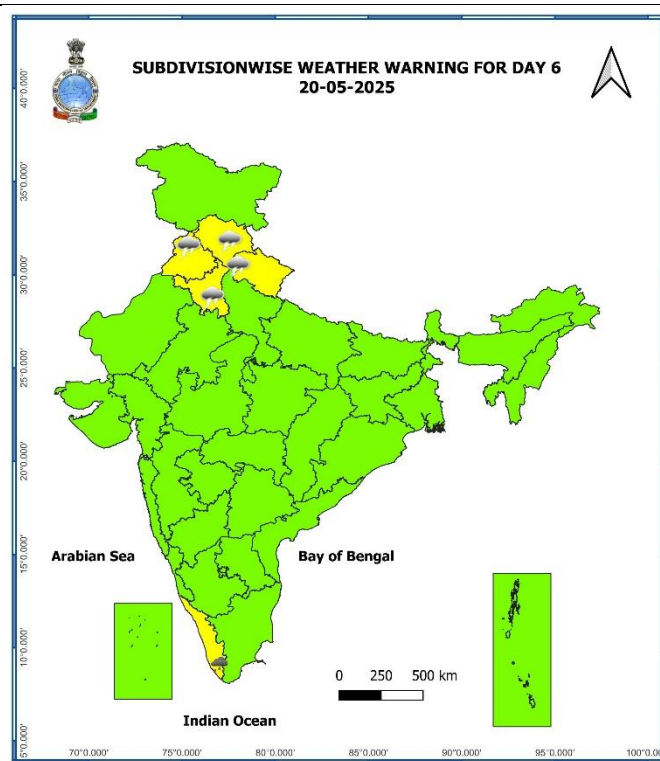 SUBDIVISIONWISE WEATHER WARNING FOR DAY 6
20-05-2025
40°0.000'
35°0.000'
30°0.000'
25°0.000'
20°0.000'
15°0.000'
10°0.000'
5°0.000'
Arabian Sea
Bay of Bengal
0 250 500 km
Indian Ocean
70°0.000' 75°0.000' 80°0.000' 85°0.000' 90°0.000' 95°0.000' 100°0.0